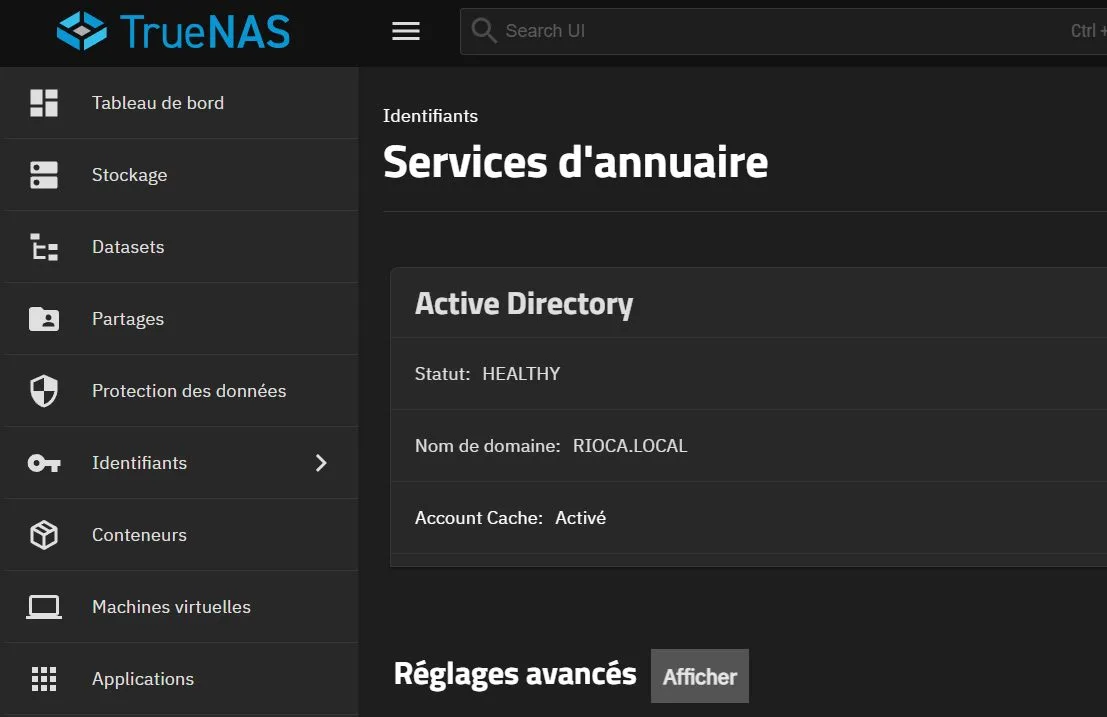 TrueNAS
Search UI
Ctrl +
Tableau de bord
Stockage
Datasets
Partages
Protection des données
Identifiants
Conteneurs
Machines virtuelles
Applications
Identifiants
Services d'annuaire
Active Directory
Statut: HEALTHY
Nom de domaine: RIOCA.LOCAL
Account Cache: Activé
Réglages avancés
Afficher